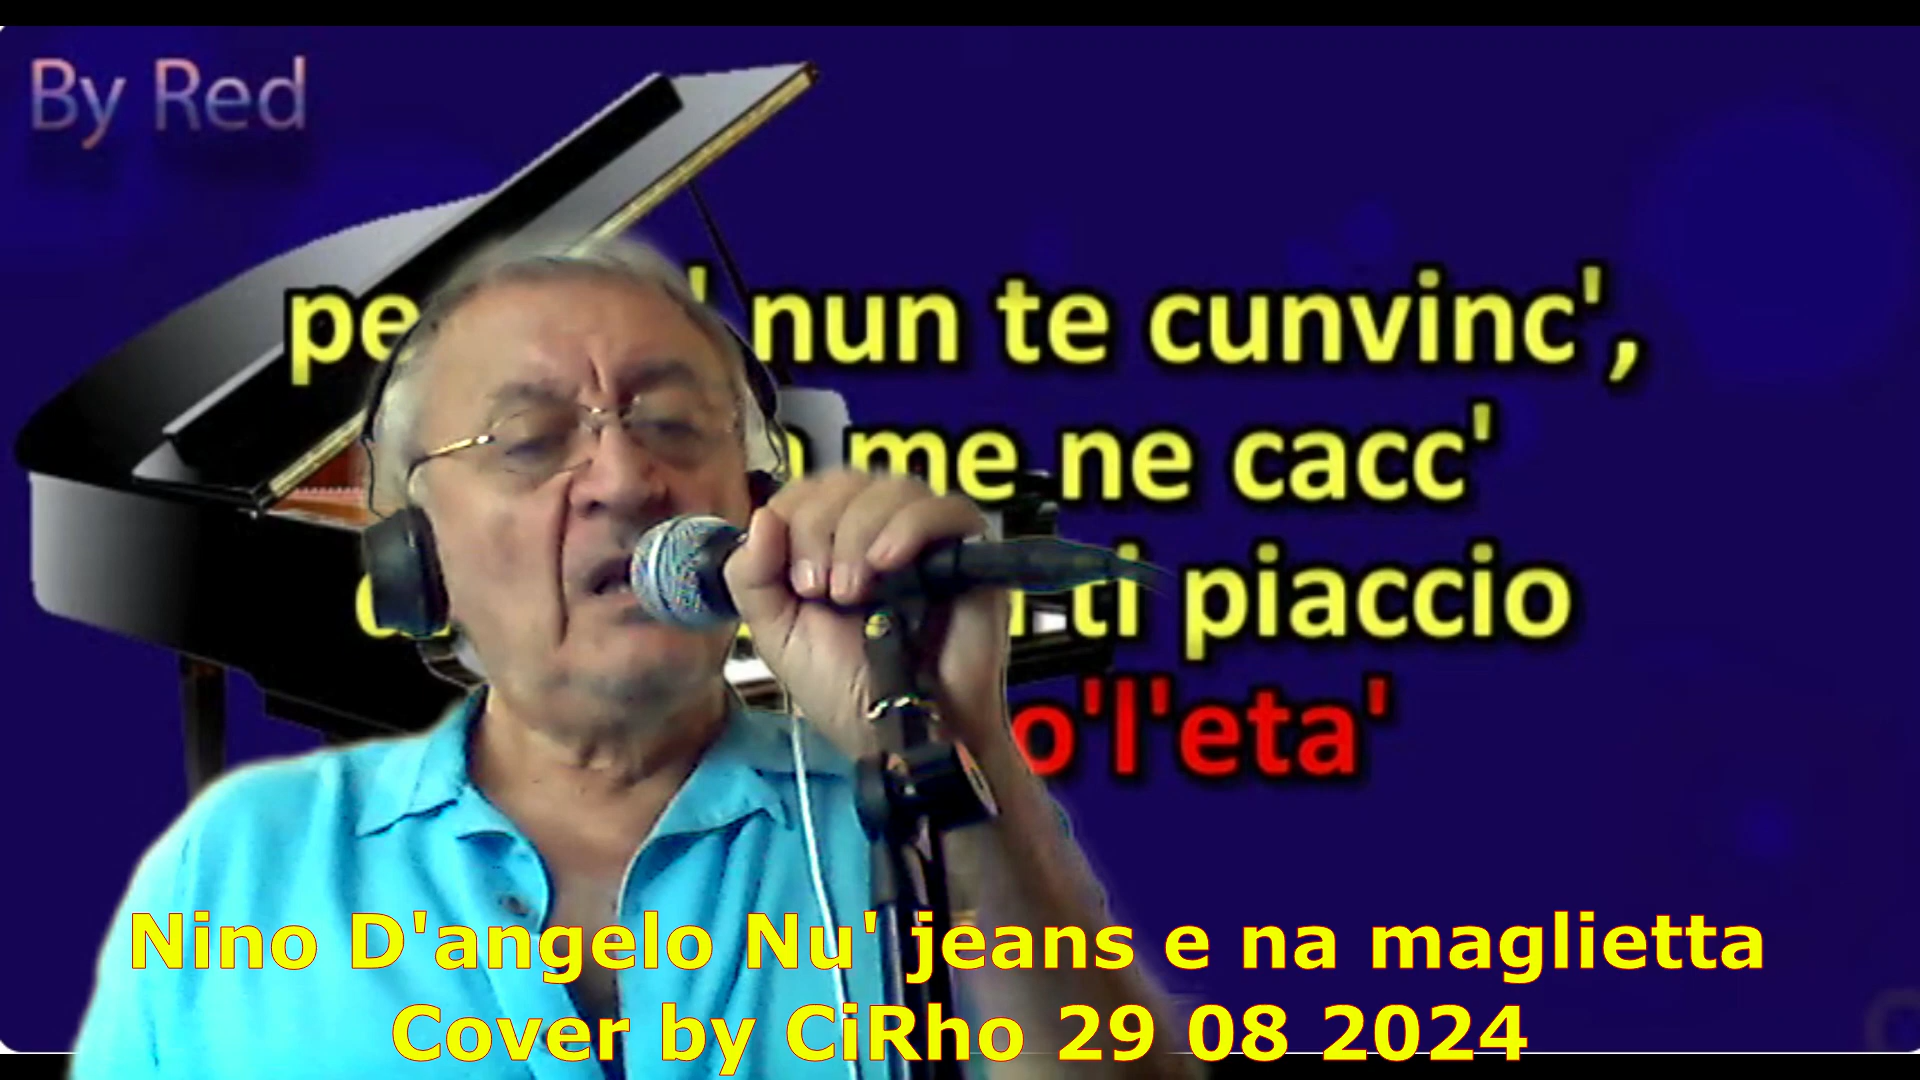 By Red
nun te cunvinc',
me ne cacc'
ti piaccio
o'l'eta'
Nino D'angelo Nu' jeans e na maglietta
Cover by CiRho 29 08 2024